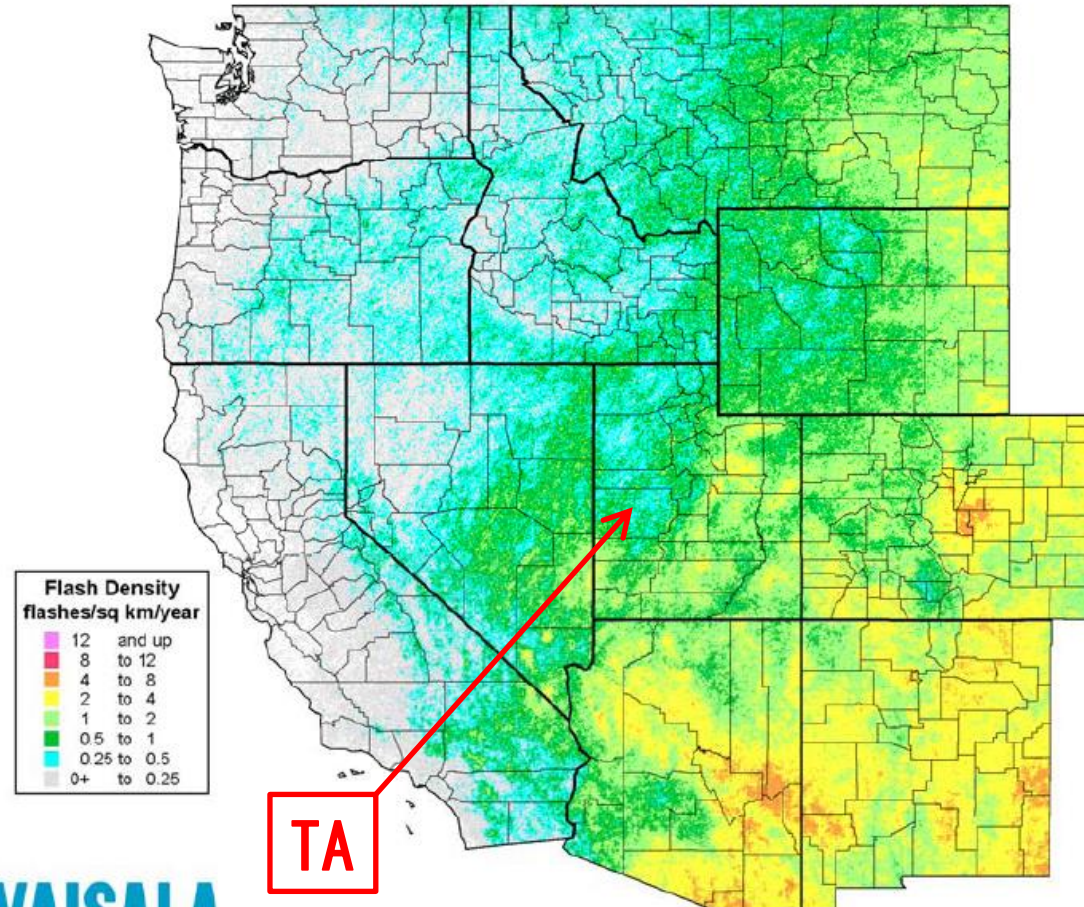 Flash Density
flashes/sq km/year
12 and up
8 to 12
4 to 8
2 to 4
1 to 2
0.5 to 1
0.25 to 0.5
0+ to 0.25
TA
VAISALA